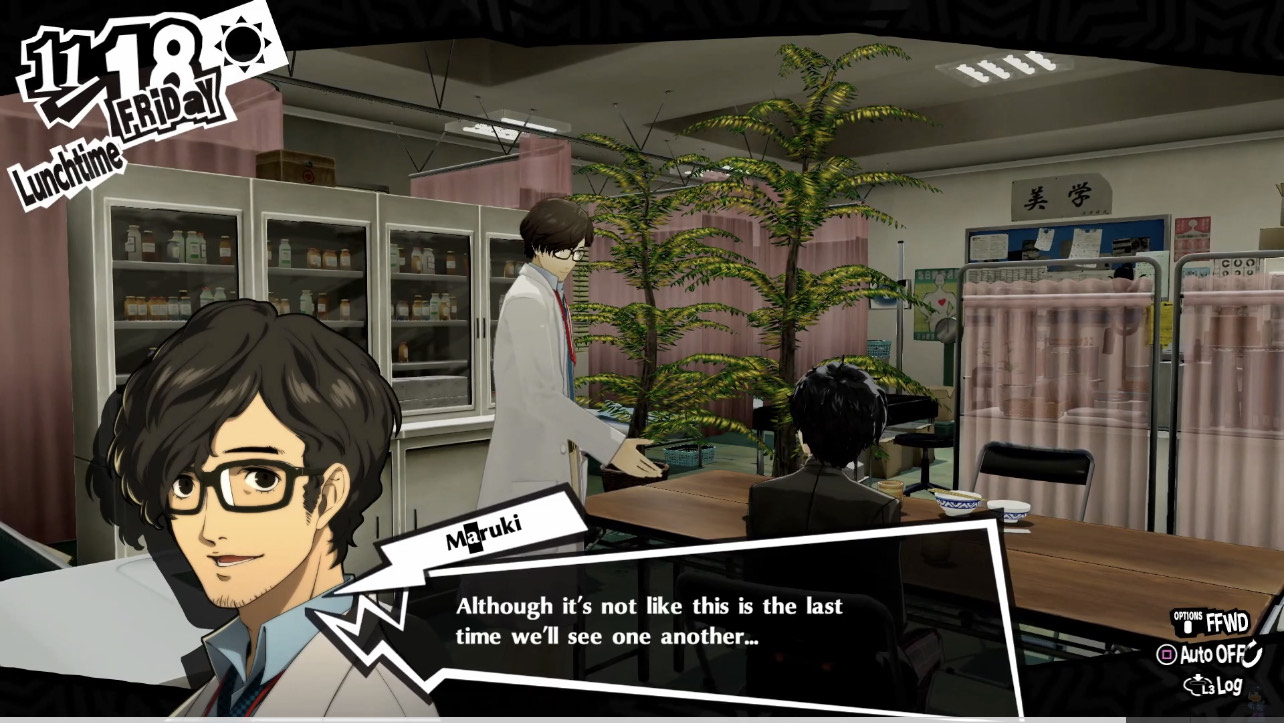 11/18
FRiDaY
Lunchtime
美学
Maruki
Although it's not like this is the last
time we'll see one another...
OPTIONS FFWD
Auto OFF
L3 Log